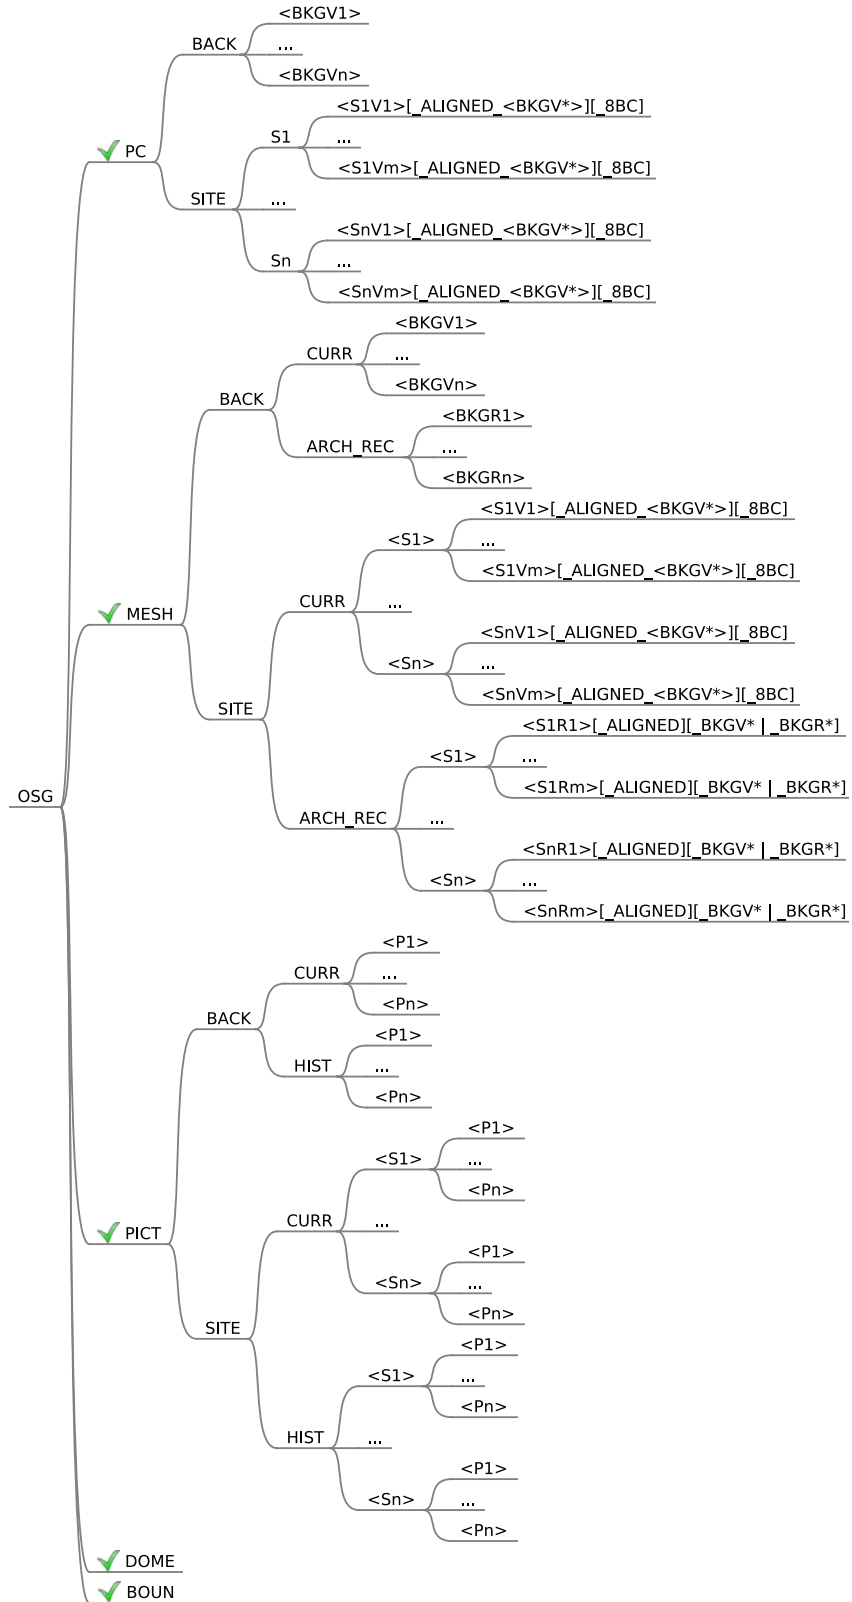 <BKGV1>
BACK
...
<BKGVn>
<S1V1>[_ALIGNED_<BKGV*>][_8BC]
S1
...
PC
<S1Vm>[_ALIGNED_<BKGV*>][_8BC]
SITE
...
<SnV1>[_ALIGNED_<BKGV*>][_8BC]
Sn
...
<SnVm>[_ALIGNED_<BKGV*>][_8BC]
<BKGV1>
CURR
...
<BKGVn>
BACK
<BKGR1>
ARCH_REC
...
<BKGRn>
<S1V1>[_ALIGNED_<BKGV*>][_8BC]
<S1>
...
<S1Vm>[_ALIGNED_<BKGV*>][_8BC]
CURR
...
MESH
<SnV1>[_ALIGNED_<BKGV*>][_8BC]
<Sn>
...
<SnVm>[_ALIGNED_<BKGV*>][_8BC]
SITE
<S1R1>[_ALIGNED][_BKGV* | _BKGR*]
<S1>
...
<S1Rm>[_ALIGNED][_BKGV* | _BKGR*]
OSG
ARCH_REC
...
<SnR1>[_ALIGNED][_BKGV* | _BKGR*]
<Sn>
...
<SnRm>[_ALIGNED][_BKGV* | _BKGR*]
<P1>
CURR
...
<Pn>
BACK
<P1>
HIST
...
<Pn>
<P1>
<S1>
...
<Pn>
CURR
...
PICT
<P1>
<Sn>
...
<Pn>
SITE
<P1>
<S1>
...
<Pn>
HIST
...
<P1>
<Sn>
...
<Pn>
DOME
BOUN